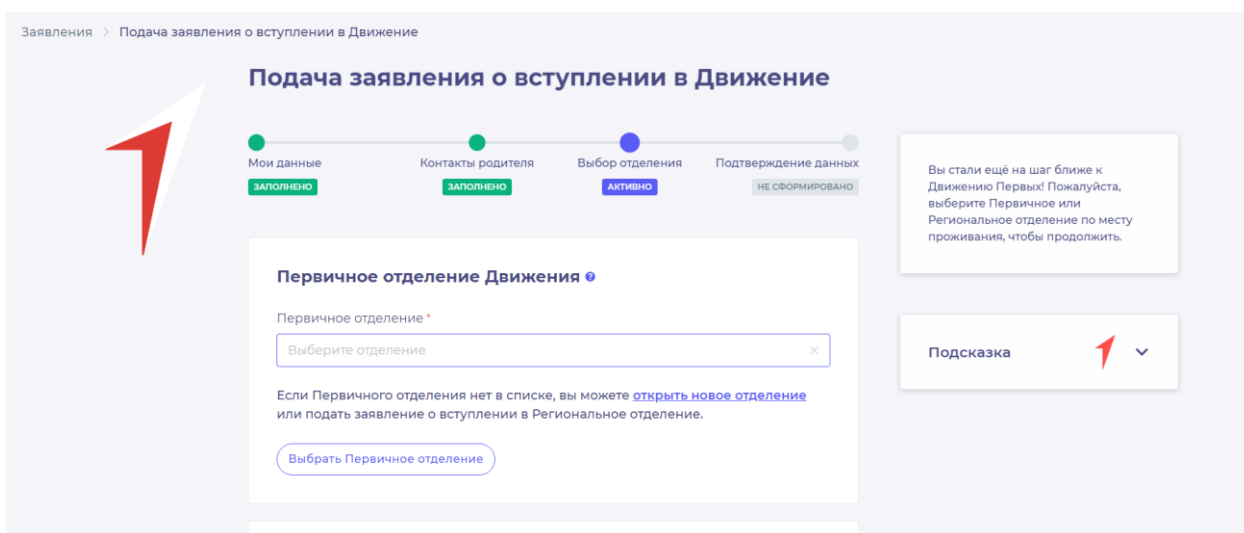 Заявления > Подача заявления о вступлении в Движение
Подача заявления о вступлении в Движение
Мои данные
ЗАПОЛНЕНО
Контакты родителя
ЗАПОЛНЕНО
Выбор отделения
АКТИВНО
Подтверждение данных
НЕ СФОРМИРОВАНО
Первичное отделение Движения ?
Первичное отделение *
Выберите отделение ×
Если Первичного отделения нет в списке, вы можете открыть новое отделение
или подать заявление о вступлении в Региональное отделение.
Выбрать Первичное отделение
Вы стали ещё на шаг ближе к
Движению Первых! Пожалуйста,
выберите Первичное или
Региональное отделение по месту
проживания, чтобы продолжить.
Подсказка